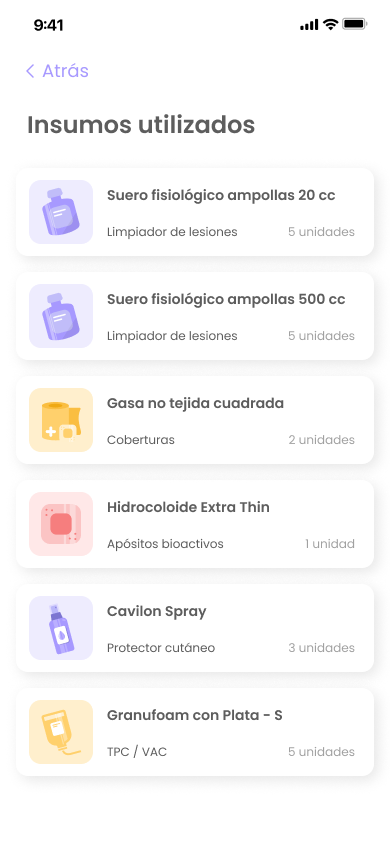 9:41
Atrás
Insumos utilizados
Suero fisiológico ampollas 20 cc
Limpiador de lesiones 5 unidades
Suero fisiológico ampollas 500 cc
Limpiador de lesiones 5 unidades
Gasa no tejida cuadrada
Coberturas 2 unidades
Hidrocoloide Extra Thin
Apósitos bioactivos 1 unidad
Cavilon Spray
Protector cutáneo 3 unidades
Granufoam con Plata - S
TPC / VAC 5 unidades